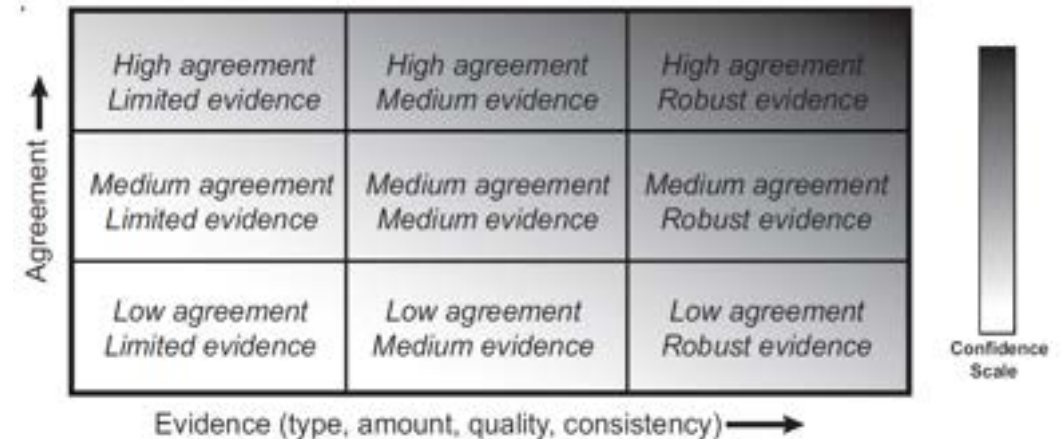 High agreement
Limited evidence
High agreement
Medium evidence
High agreement
Robust evidence
Medium agreement
Limited evidence
Medium agreement
Medium evidence
Medium agreement
Robust evidence
Low agreement
Limited evidence
Low agreement
Medium evidence
Low agreement
Robust evidence
Agreement
Evidence (type, amount, quality, consistency)
Confidence
Scale